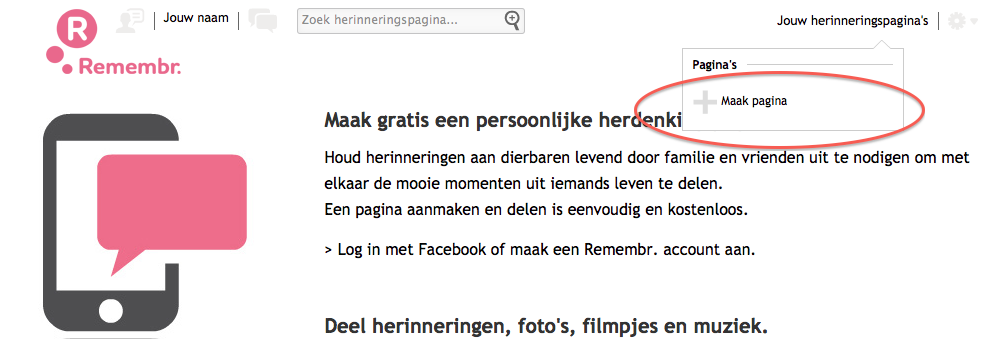 R
Remembr.
Jouw naam
Zoek herinneringspagina...
Jouw herinneringspagina's
Pagina's
Maak pagina
Maak gratis een persoonlijke herdenki
Houd herinneringen aan dierbaren levend door familie en vrienden uit te nodigen om met
elkaar de mooie momenten uit iemands leven te delen.
Een pagina aanmaken en delen is eenvoudig en kostenloos.
> Log in met Facebook of maak een Remembr. account aan.
Deel herinneringen, foto's, filmpjes en muziek.